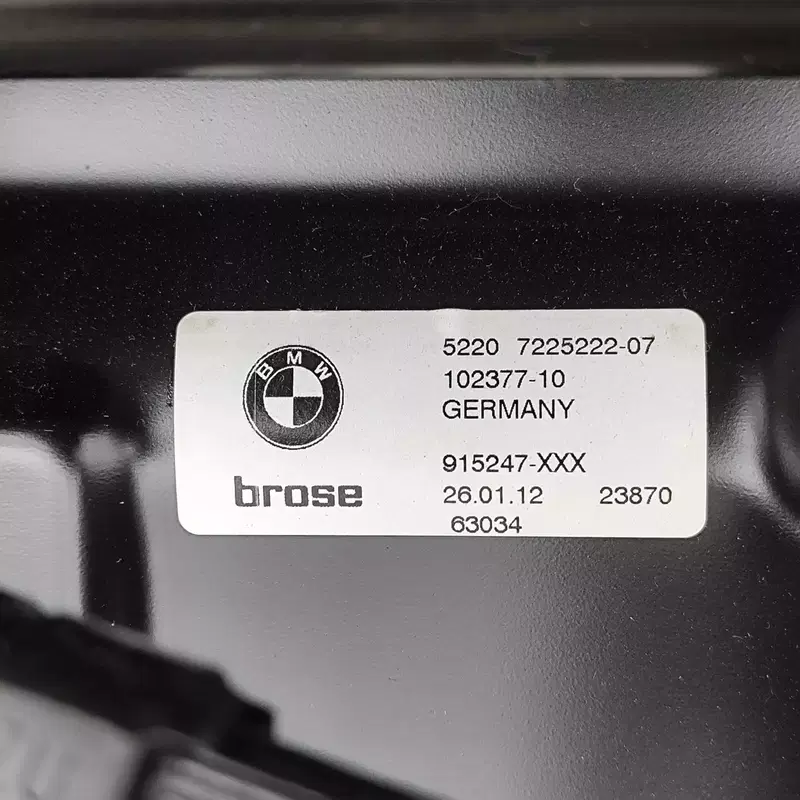 BMW
brose
5220 7225222-07
102377-10
GERMANY
915247-XXX
26.01.12 23870
63034